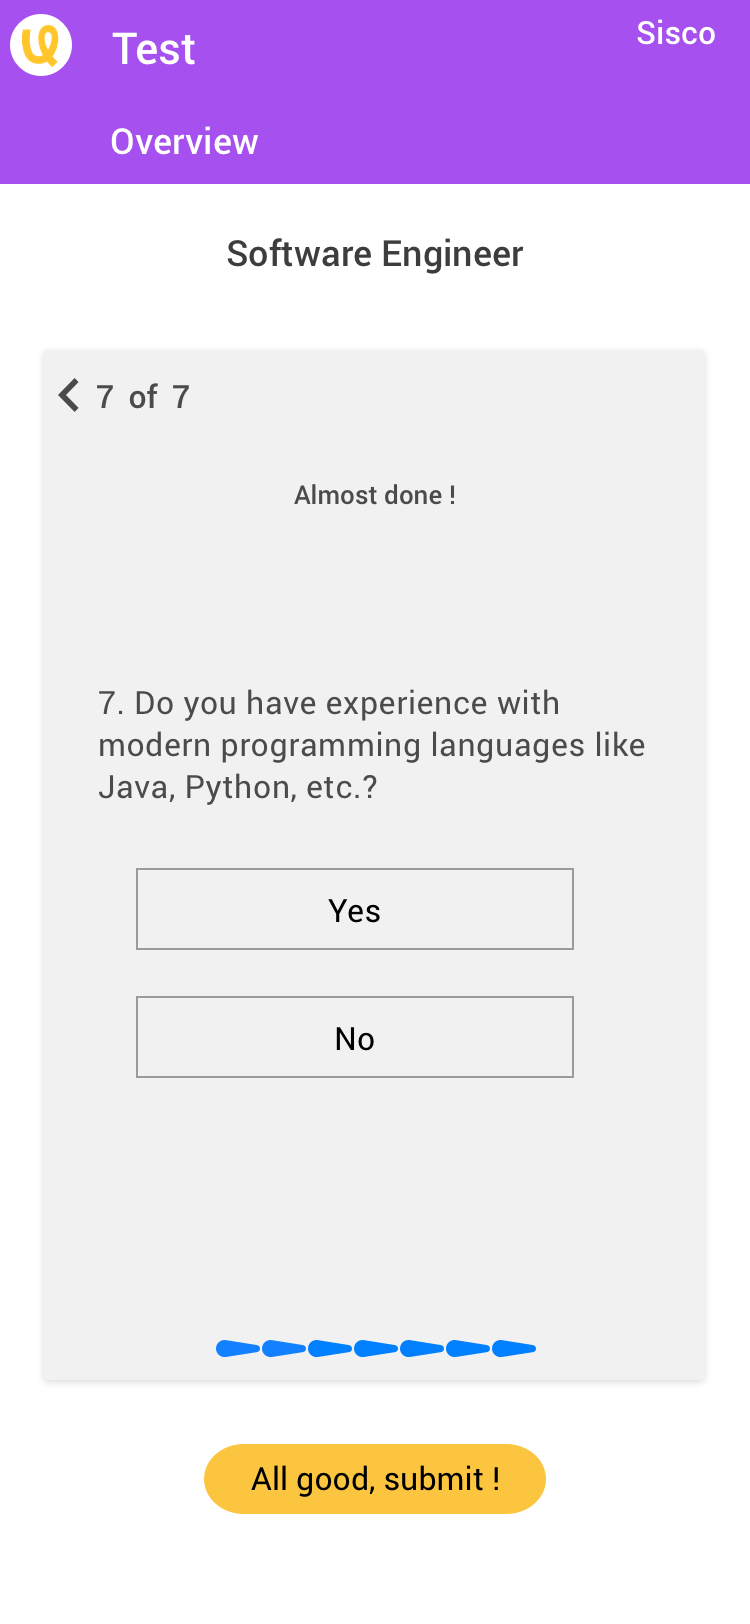 Test
Sisco
Overview
Software Engineer
7 of 7
Almost done !
7. Do you have experience with
modern programming languages like
Java, Python, etc.?
Yes
No
All good, submit !